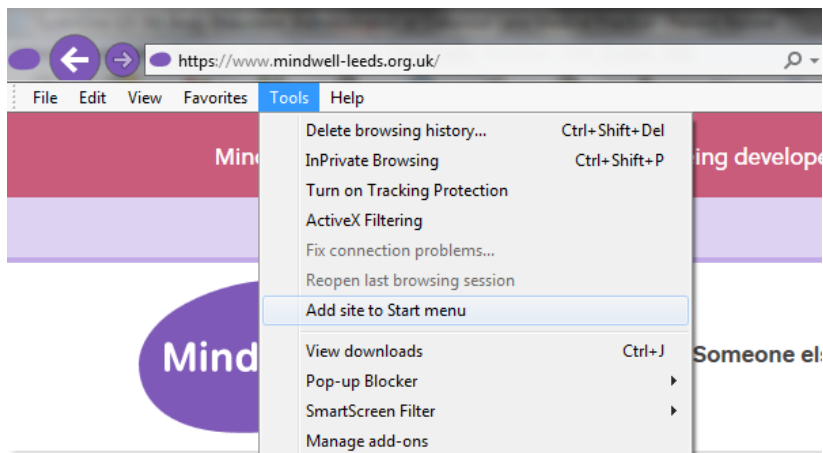 https://www.mindwell-leeds.org.uk/
File Edit View Favorites Tools Help
Delete browsing history... Ctrl+Shift+Del
InPrivate Browsing Ctrl+Shift+P
Turn on Tracking Protection
ActiveX Filtering
Fix connection problems...
Reopen last browsing session
Add site to Start menu
View downloads Ctrl+J
Pop-up Blocker
SmartScreen Filter
Manage add-ons
Mind
Someone